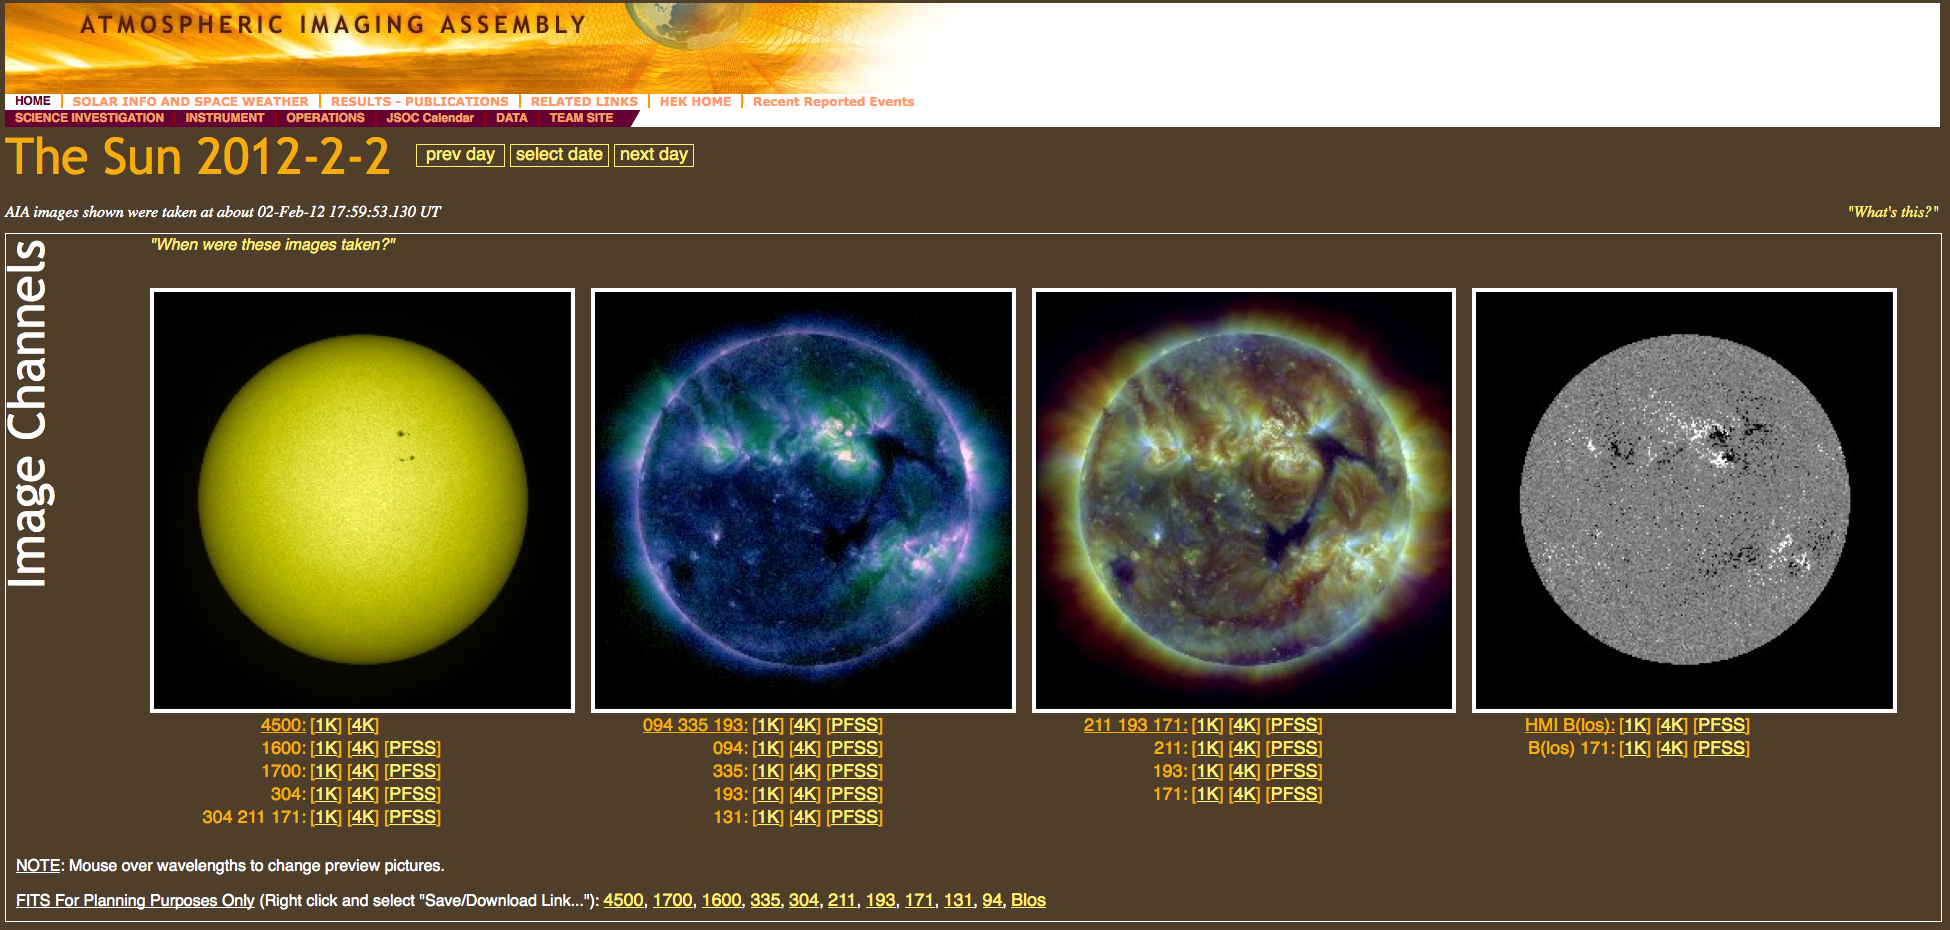 ATMOSPHERIC IMAGING ASSEMBLY
HOME SOLAR INFO AND SPACE WEATHER RESULTS - PUBLICATIONS RELATED LINKS HEK HOME Recent Reported Events
SCIENCE INVESTIGATION INSTRUMENT OPERATIONS JSOC Calendar DATA TEAM SITE
The Sun 2012-2-2 prev day select date next day
AIA images shown were taken at about 02-Feb-12 17:59:53.130 UT
"What's this?"
Image Channels
"When were these images taken?"
4500: [1K] [4K]
1600: [1K] [4K] [PFSS]
1700: [1K] [4K] [PFSS]
304: [1K] [4K] [PFSS]
304 211 171: [1K] [4K] [PFSS]
094 335 193: [1K] [4K] [PFSS]
094: [1K] [4K] [PFSS]
335: [1K] [4K] [PFSS]
193: [1K] [4K] [PFSS]
131: [1K] [4K] [PFSS]
211 193 171: [1K] [4K] [PFSS]
211: [1K] [4K] [PFSS]
193: [1K] [4K] [PFSS]
171: [1K] [4K] [PFSS]
HMI B(los): [1K] [4K] [PFSS]
B(los) 171: [1K] [4K] [PFSS]
NOTE: Mouse over wavelengths to change preview pictures.
FITS For Planning Purposes Only (Right click and select "Save/Download Link..."): 4500, 1700, 1600, 335, 304, 211, 193, 171, 131, 94, Blos